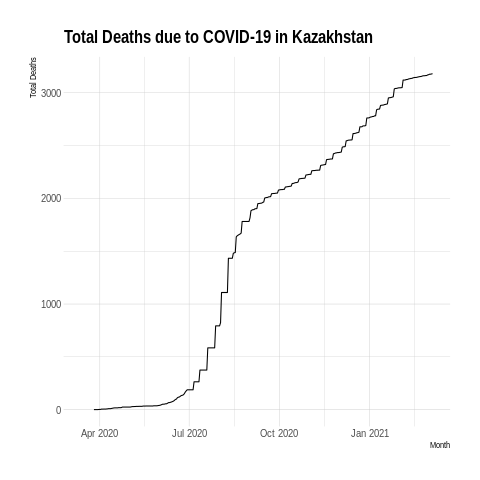 Total Deaths due to COVID-19 in Kazakhstan
Total Deaths
3000
2000
1000
0
Apr 2020 Jul 2020 Oct 2020 Jan 2021
Month